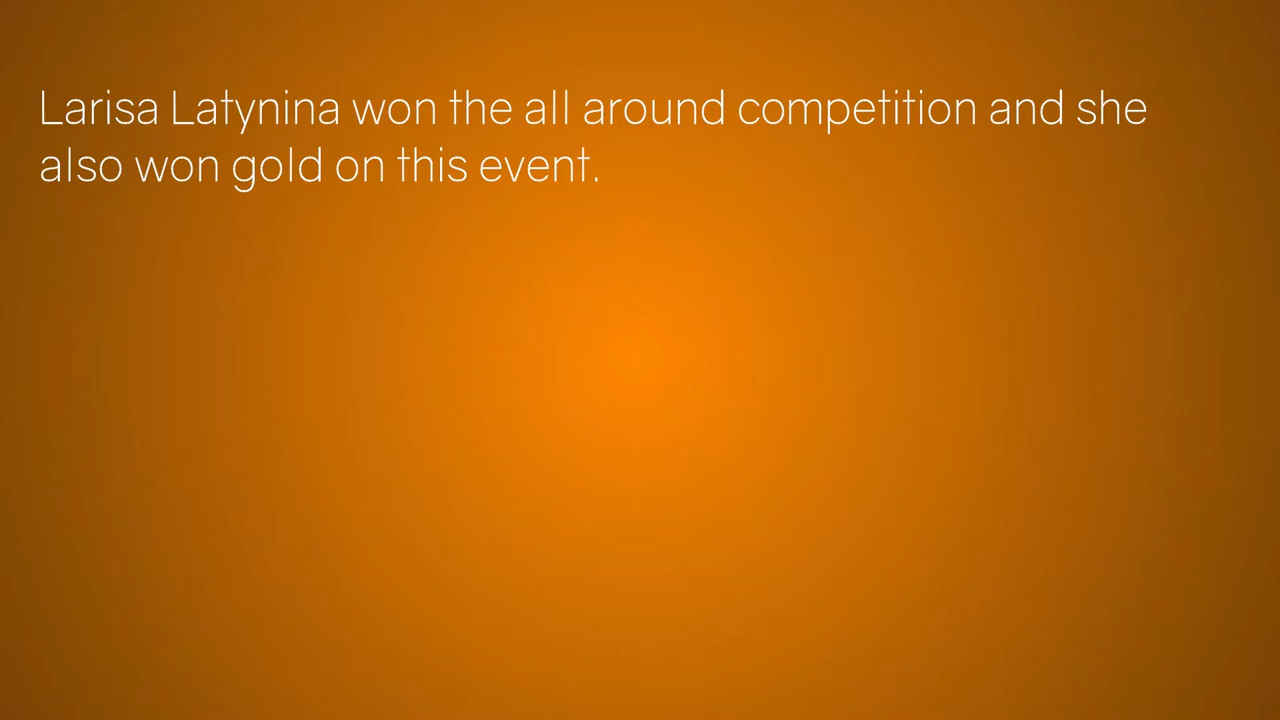 Larisa Latynina won the all around competition and she
also won gold on this event.